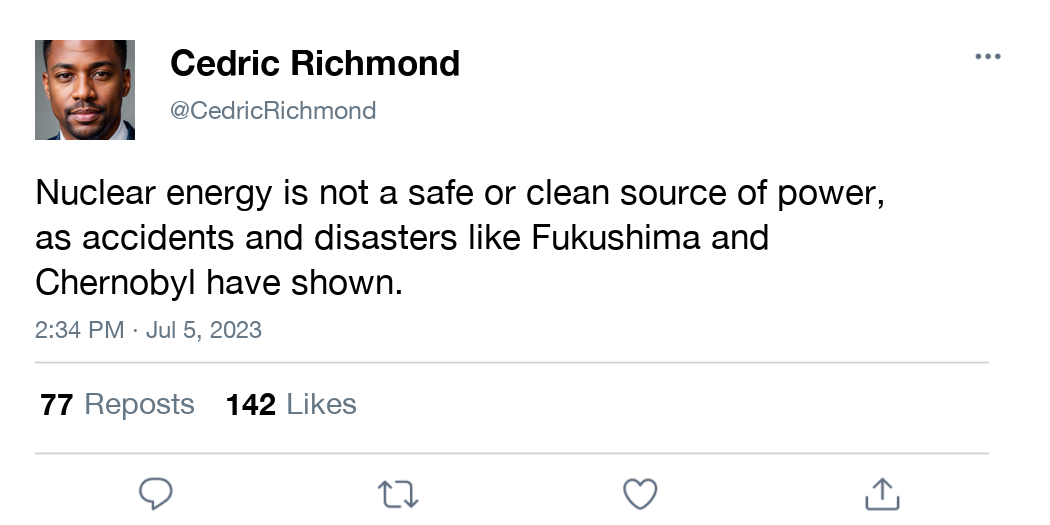 Cedric Richmond
@CedricRichmond
Nuclear energy is not a safe or clean source of power,
as accidents and disasters like Fukushima and
Chernobyl have shown.
2:34 PM · Jul 5, 2023
77 Reposts 142 Likes